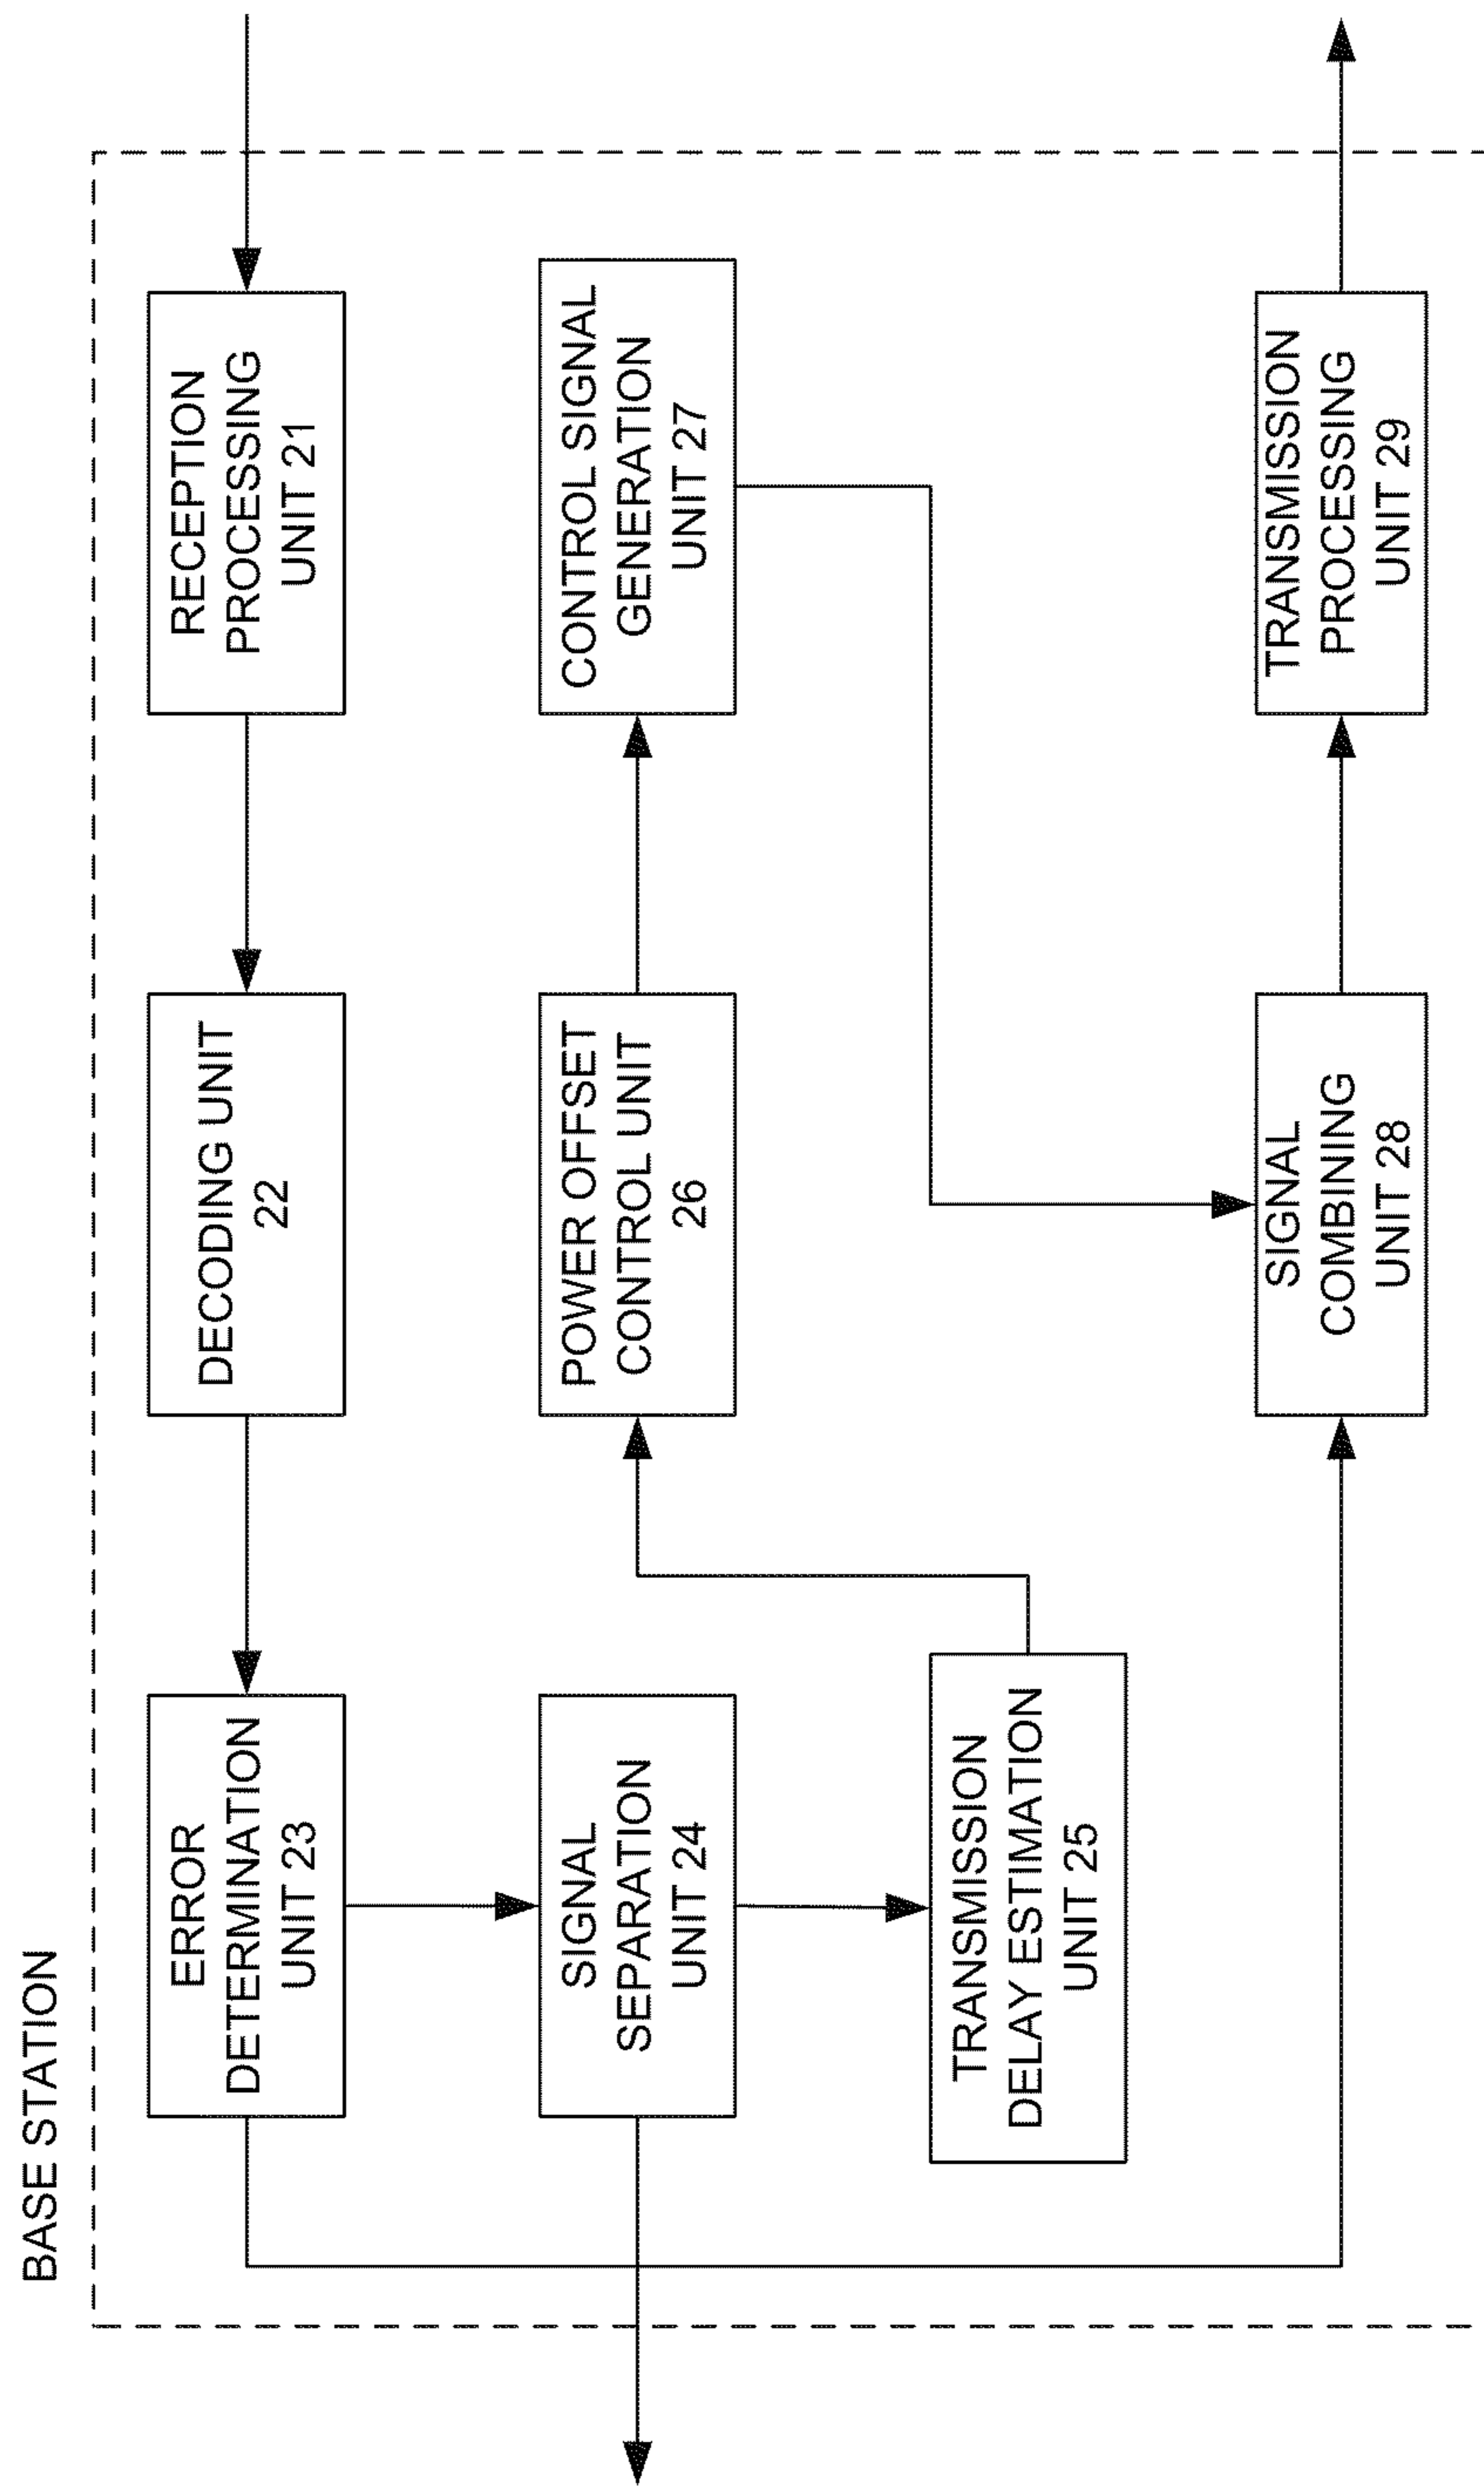 BASE STATION
ERROR
DETERMINATION
UNIT 23
DECODING UNIT
22
RECEPTION
PROCESSING
UNIT 21
SIGNAL
SEPARATION
UNIT 24
POWER OFFSET
CONTROL UNIT
26
CONTROL SIGNAL
GENERATION
UNIT 27
TRANSMISSION
DELAY ESTIMATION
UNIT 25
SIGNAL
COMBINING
UNIT 28
TRANSMISSION
PROCESSING
UNIT 29